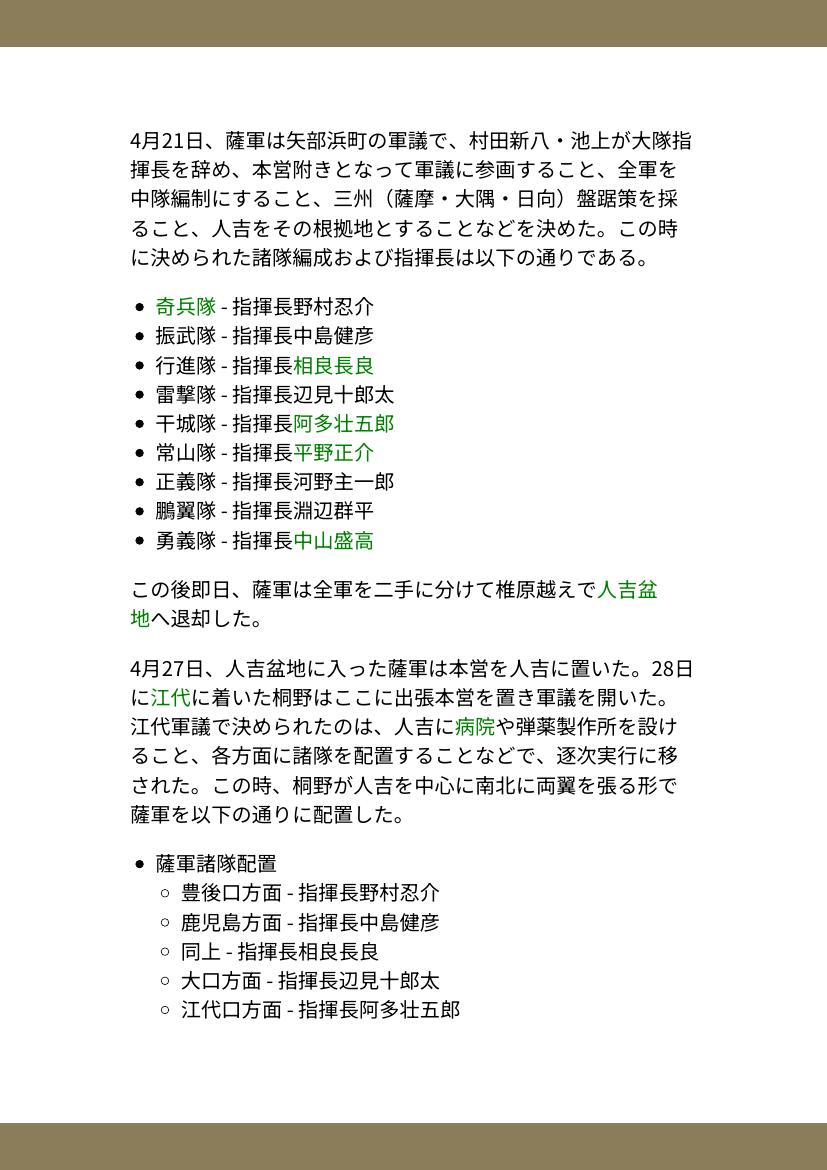 4月21日、薩軍は矢部浜町の軍議で、村田新八・池上が大隊指
揮長を辞め、本営附きとなって軍議に参画すること、全軍を
中隊編制にすること、三州（薩摩・大隅・日向）盤踞策を採
ること、人吉をその根拠地とすることなどを決めた。この時
に決められた諸隊編成および指揮長は以下の通りである。
• 奇兵隊 - 指揮長野村忍介
• 振武隊 - 指揮長中島健彦
• 行進隊 - 指揮長相良長良
• 雷撃隊 - 指揮長辺見十郎太
• 干城隊 - 指揮長阿多壮五郎
• 常山隊 - 指揮長平野正介
• 正義隊 - 指揮長河野主一郎
• 鵬翼隊 - 指揮長淵辺群平
• 勇義隊 - 指揮長中山盛高
この後即日、薩軍は全軍を二手に分けて椎原越えで人吉盆
地へ退却した。
4月27日、人吉盆地に入った薩軍は本営を人吉に置いた。28日
に江代に着いた桐野はここに出張本営を置き軍議を開いた。
江代軍議で決められたのは、人吉に病院や弾薬製作所を設け
ること、各方面に諸隊を配置することなどで、逐次実行に移
された。この時、桐野が人吉を中心に南北に両翼を張る形で
薩軍を以下の通りに配置した。
• 薩軍諸隊配置
◦ 豊後口方面 - 指揮長野村忍介
◦ 鹿児島方面 - 指揮長中島健彦
◦ 同上 - 指揮長相良長良
◦ 大口方面 - 指揮長辺見十郎太
◦ 江代口方面 - 指揮長阿多壮五郎